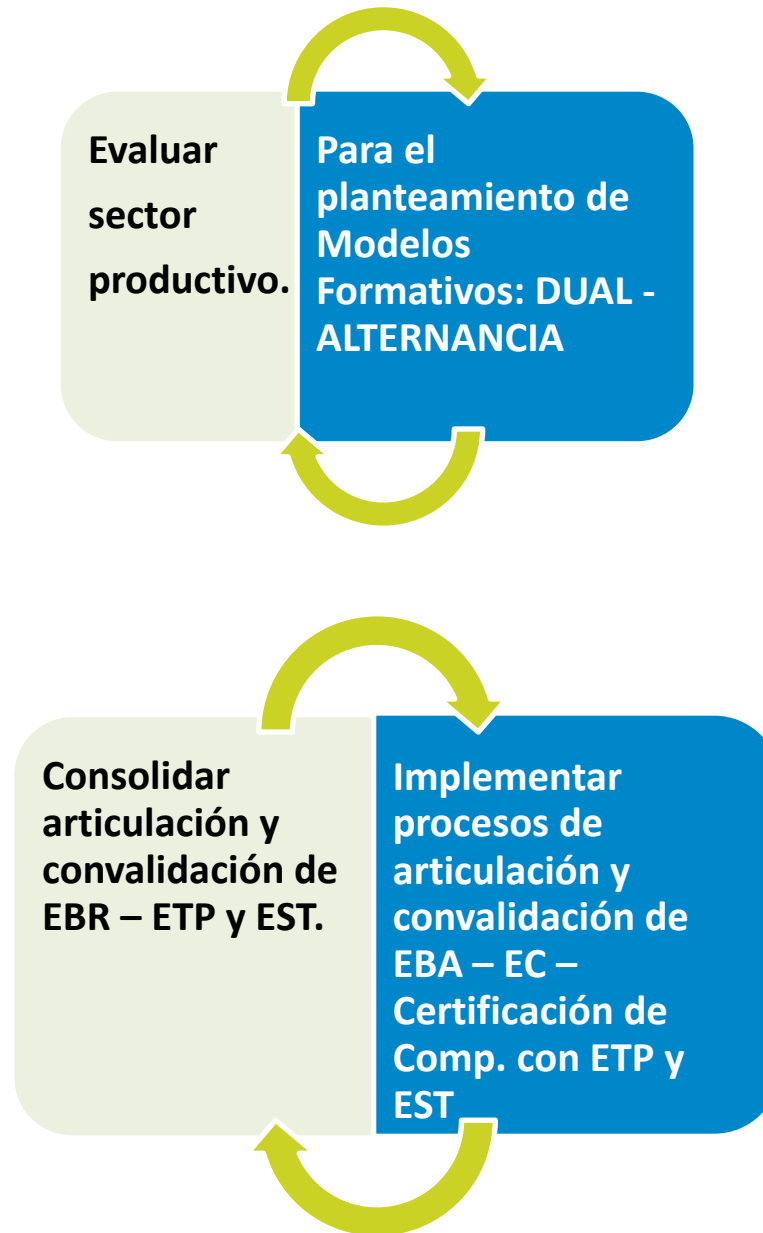 Evaluar
sector
productivo.
Para el
planteamiento de
Modelos
Formativos: DUAL -
ALTERNANCIA
Consolidar
articulación y
convalidación de
EBR – ETP y EST.
Implementar
procesos de
articulación y
convalidación de
EBA – EC –
Certificación de
Comp. con ETP y
EST